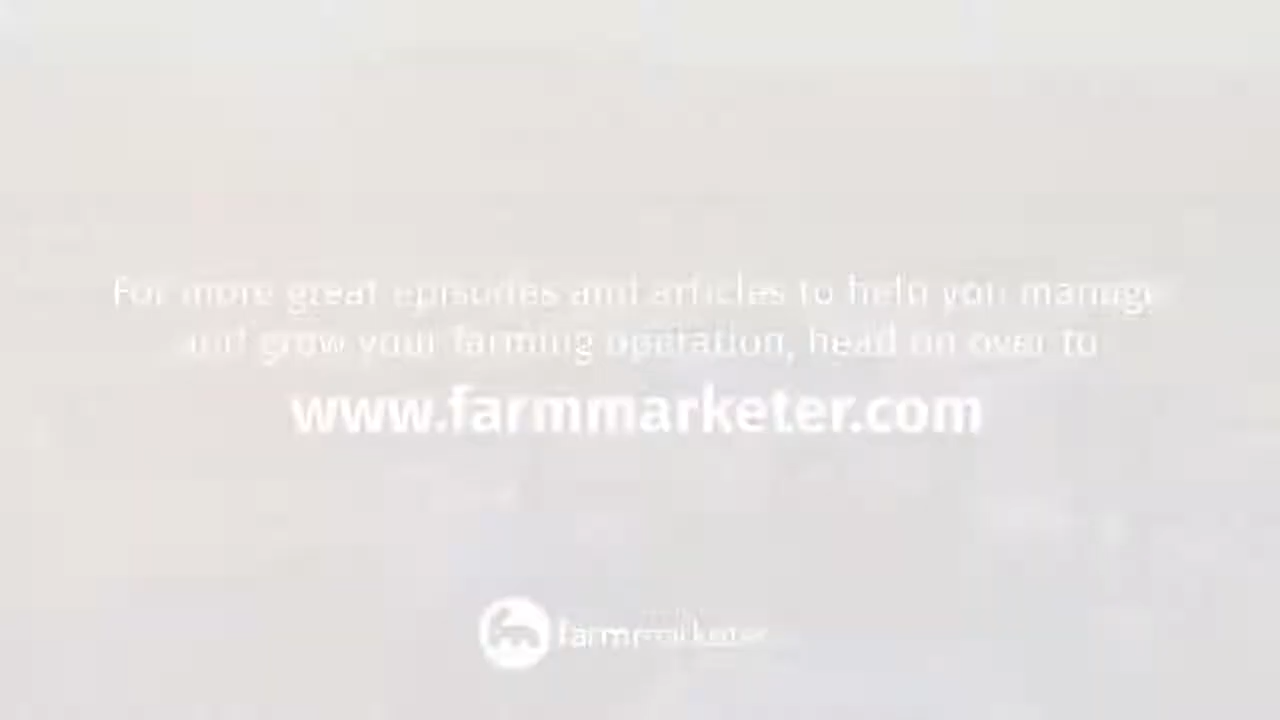 For more great episodes and articles to help you manage
and grow your farming operation, head on over to
www.farmmarketer.com
farmmarketer